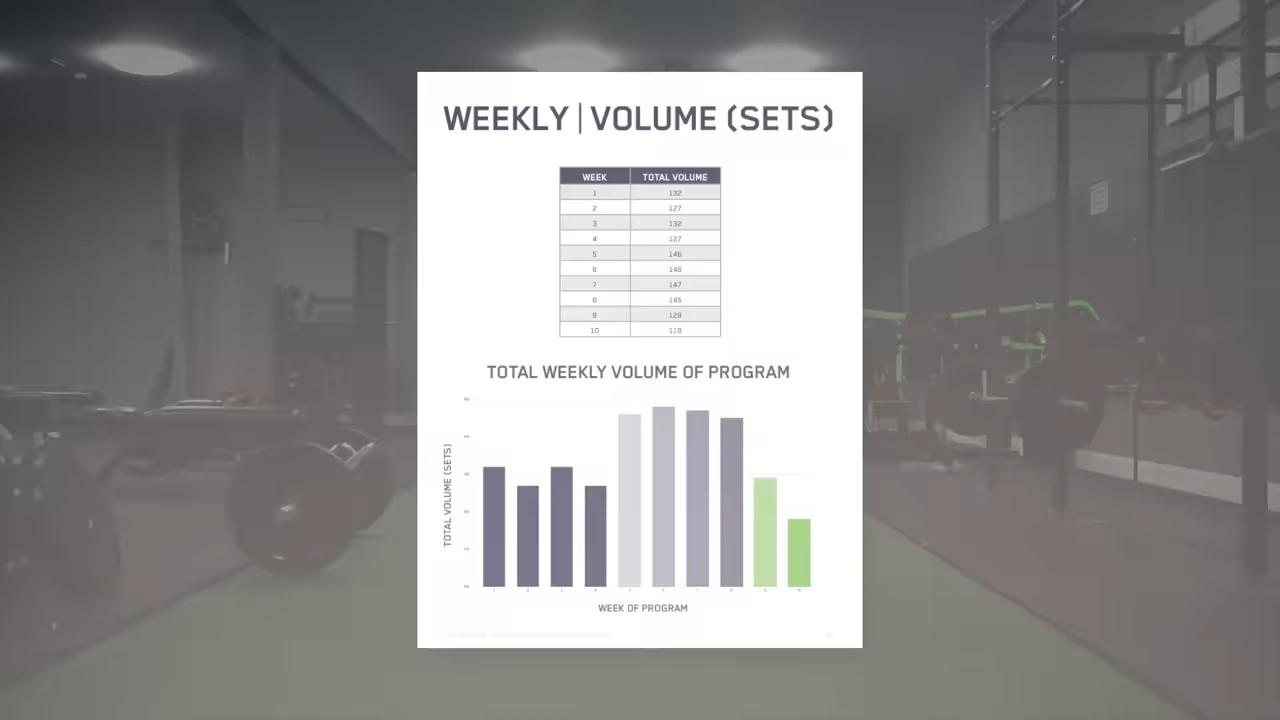 WEEKLY | VOLUME (SETS)
WEEK TOTAL VOLUME
1 132
2 127
3 132
4 127
5 146
6 148
7 147
8 145
9 129
10 118
TOTAL WEEKLY VOLUME OF PROGRAM
TOTAL VOLUME (SETS)
WEEK OF PROGRAM